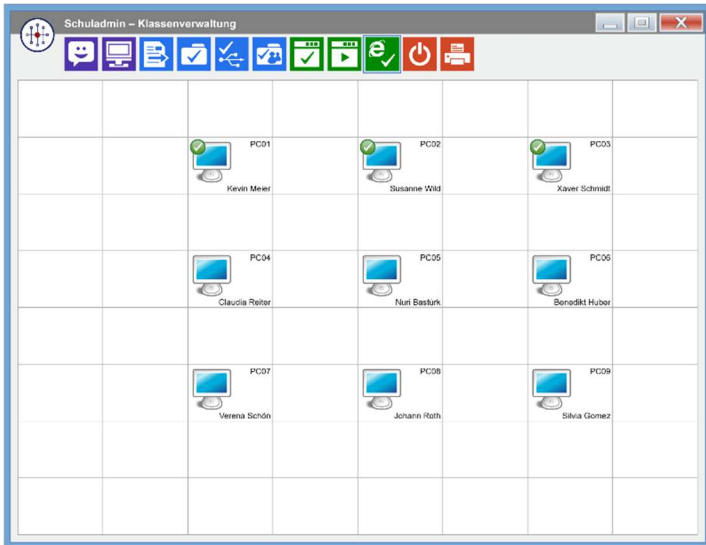 Schuladmin – Klassenverwaltung
PC01
Kevin Meier
PC02
Susanne Wild
PC03
Xaver Schmidt
PC04
Claudia Reiter
PC05
Nuri Bastürk
PC06
Benedikt Huber
PC07
Verena Schön
PC08
Johann Roth
PC09
Silvia Gomez